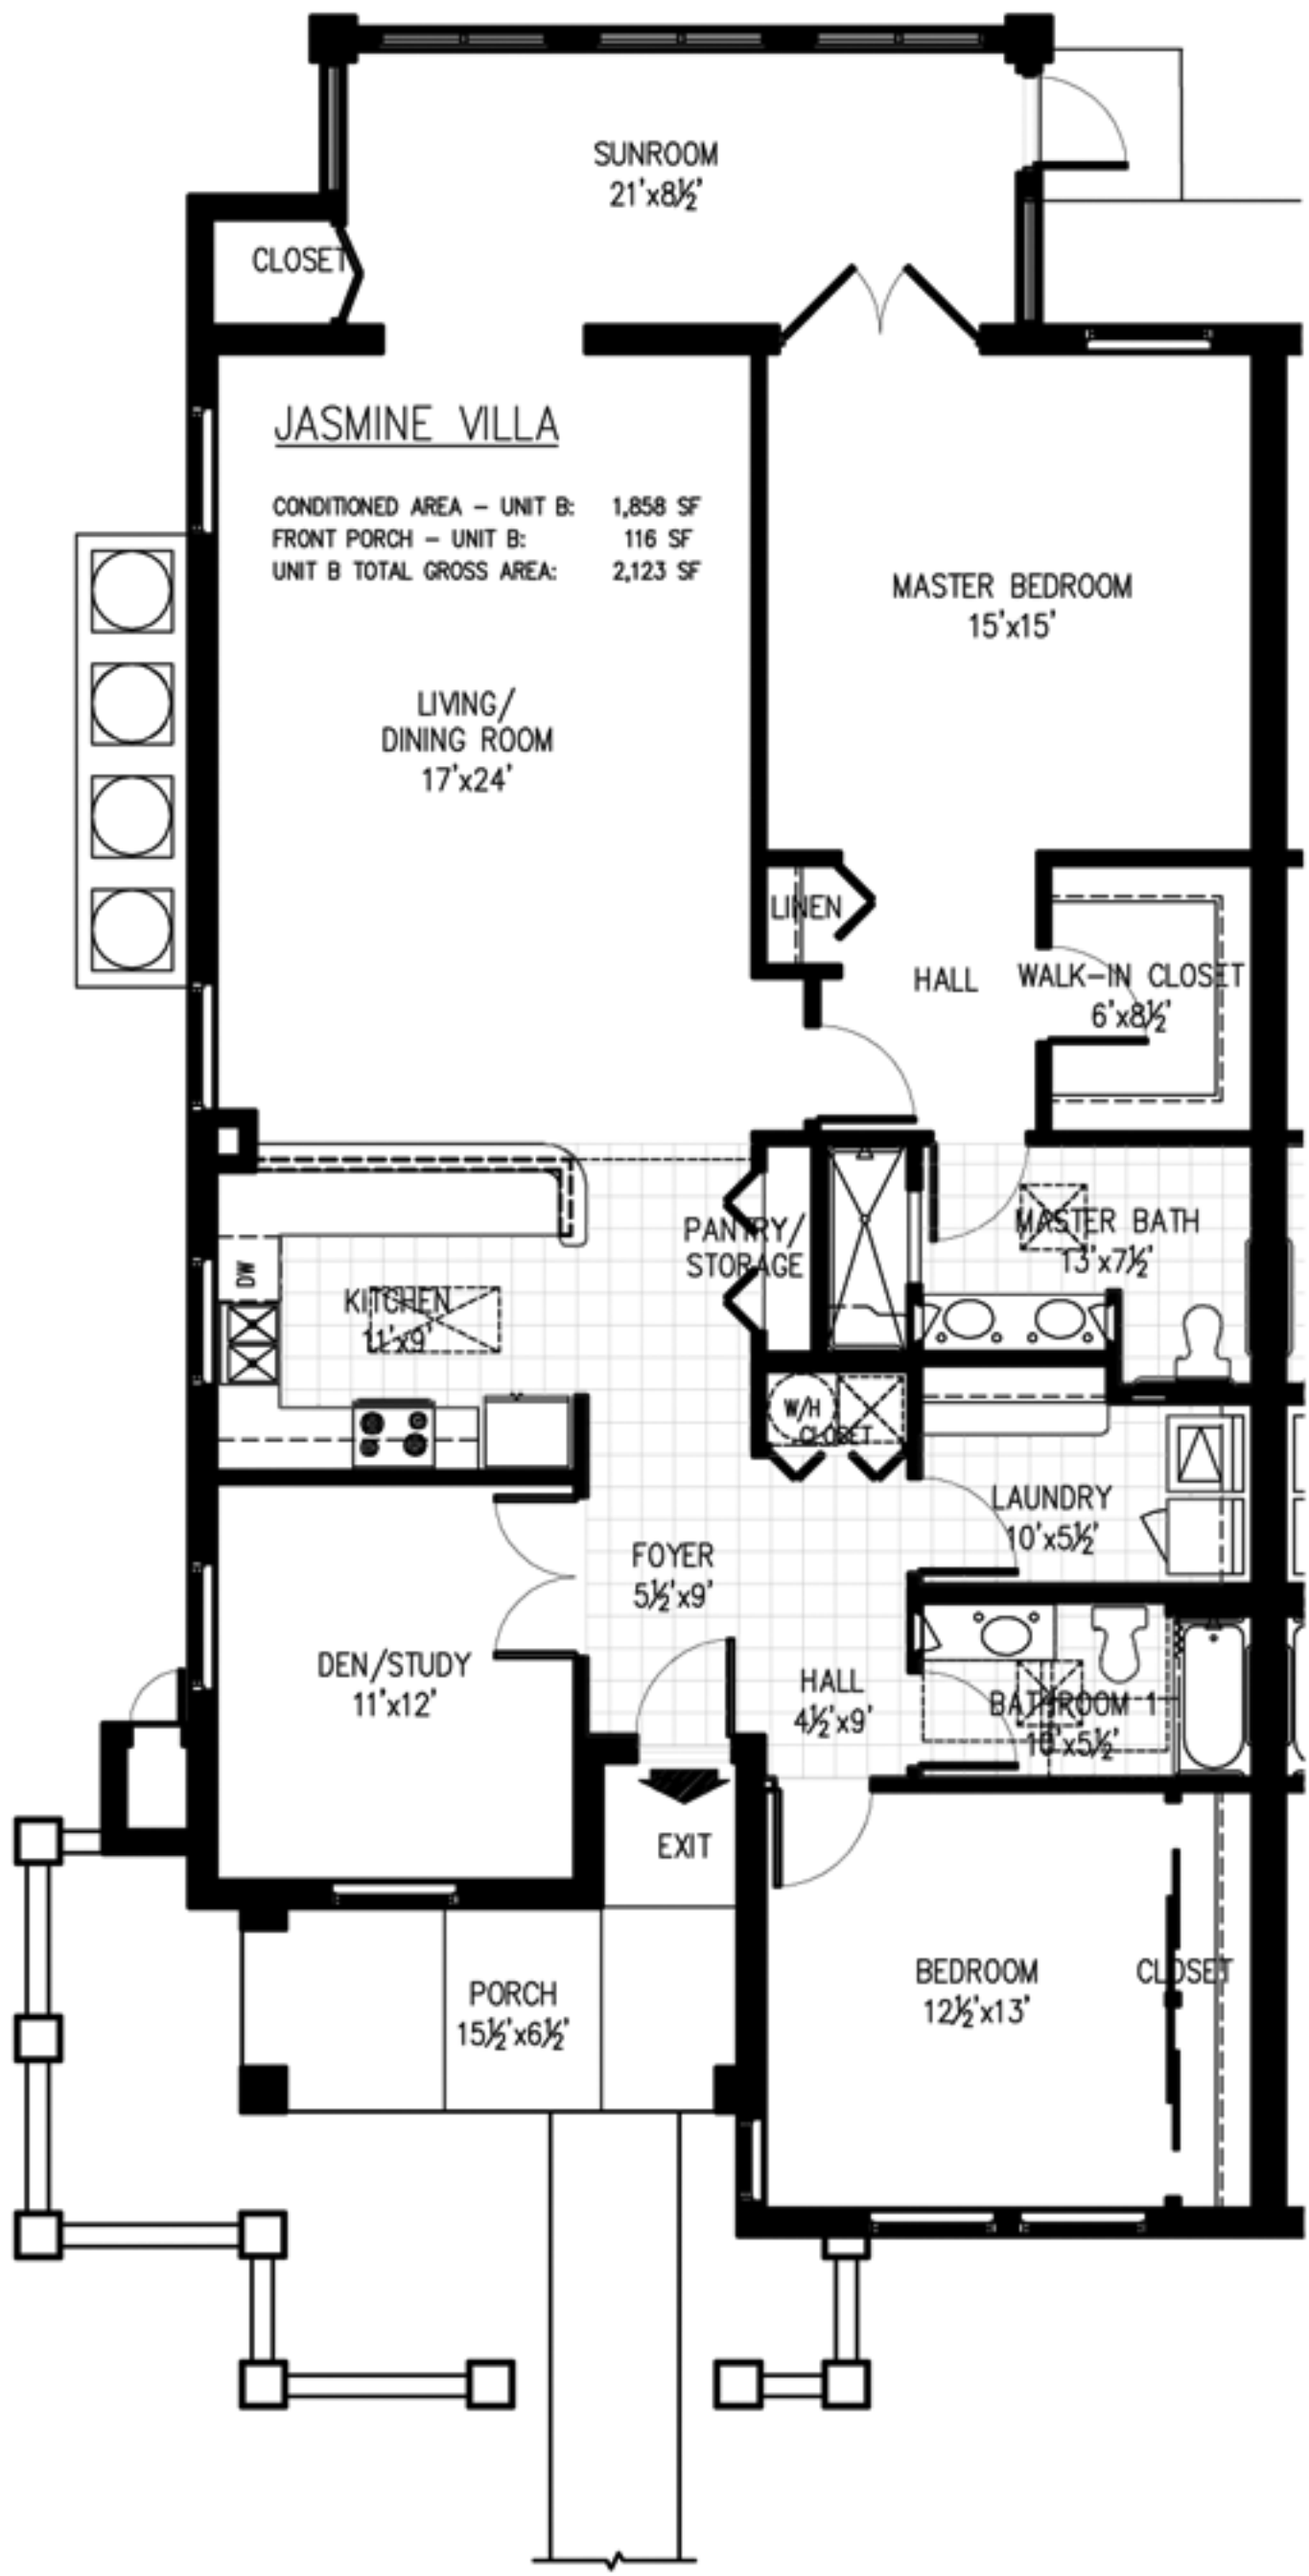 SUNROOM
21'x8½'
CLOSET
JASMINE VILLA
CONDITIONED AREA – UNIT B: 1,858 SF
FRONT PORCH – UNIT B: 116 SF
UNIT B TOTAL GROSS AREA: 2,123 SF
MASTER BEDROOM
15'x15'
LIVING/
DINING ROOM
17'x24'
LINEN
HALL
WALK-IN CLOSET
6'x8½'
PANTRY/
STORAGE
MASTER BATH
13'x7½'
DW
KITCHEN
11'x9'
W/H
CLOSET
LAUNDRY
10'x5½'
FOYER
5½'x9'
DEN/STUDY
11'x12'
HALL
4½'x9'
BATHROOM 1
10'x5½'
EXIT
PORCH
15½'x6½'
BEDROOM
12½'x13'
CLOSET